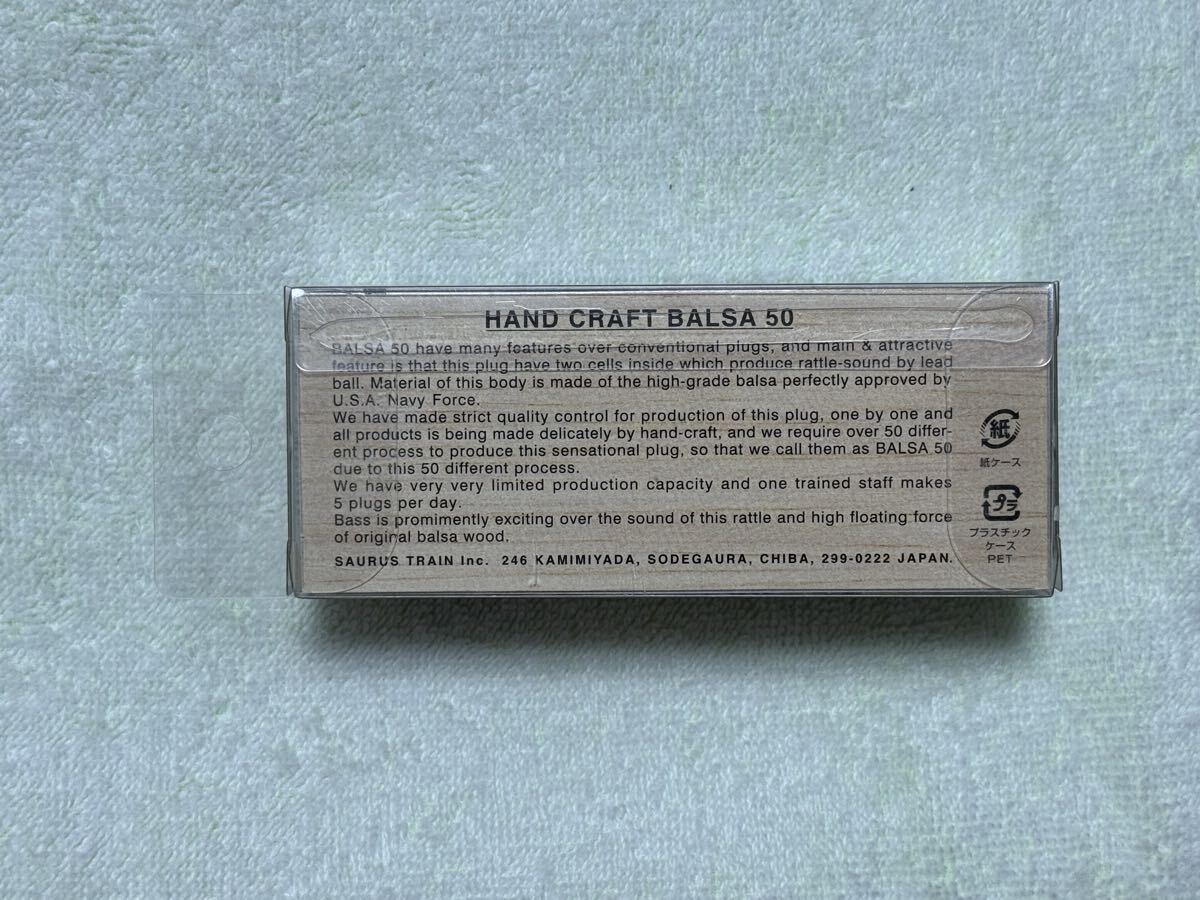 HAND CRAFT BALSA 50
BALSA 50 have many features over conventional plugs, and main & attractive
feature is that this plug have two cells inside which produce rattle-sound by lead
ball. Material of this body is made of the high-grade balsa perfectly approved by
U.S.A. Navy Force.
We have made strict quality control for production of this plug, one by one and
all products is being made delicately by hand-craft, and we require over 50 differ-
ent process to produce this sensational plug, so that we call them as BALSA 50
due to this 50 different process.
We have very very limited production capacity and one trained staff makes
5 plugs per day.
Bass is promimently exciting over the sound of this rattle and high floating force
of original balsa wood.
SAURUS TRAIN Inc. 246 KAMIMIYADA, SODEGAURA, CHIBA, 299-0222 JAPAN.
紙
紙ケース
プラ
プラスチック
ケース
PET